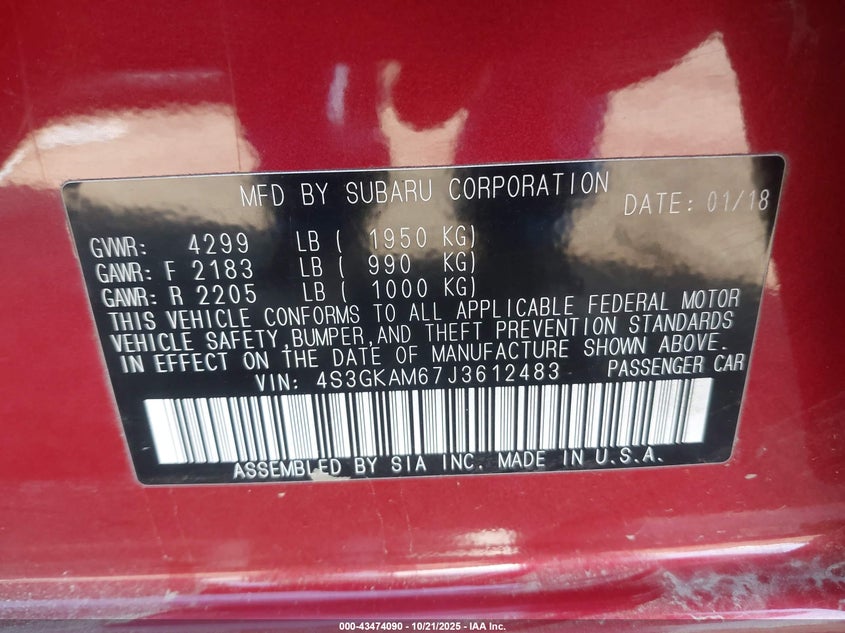 MFD BY SUBARU CORPORATION
DATE: 01/18
GVWR: 4299 LB ( 1950 KG)
GAWR: F 2183 LB ( 990 KG)
GAWR: R 2205 LB ( 1000 KG)
THIS VEHICLE CONFORMS TO ALL APPLICABLE FEDERAL MOTOR
VEHICLE SAFETY,BUMPER,AND THEFT PREVENTION STANDARDS
IN EFFECT ON THE DATE OF MANUFACTURE SHOWN ABOVE.
VIN: 4S3GKAM67J3612483 PASSENGER CAR
ASSEMBLED BY SIA INC. MADE IN U.S.A.
000-43474090 - 10/21/2025 - IAA Inc.